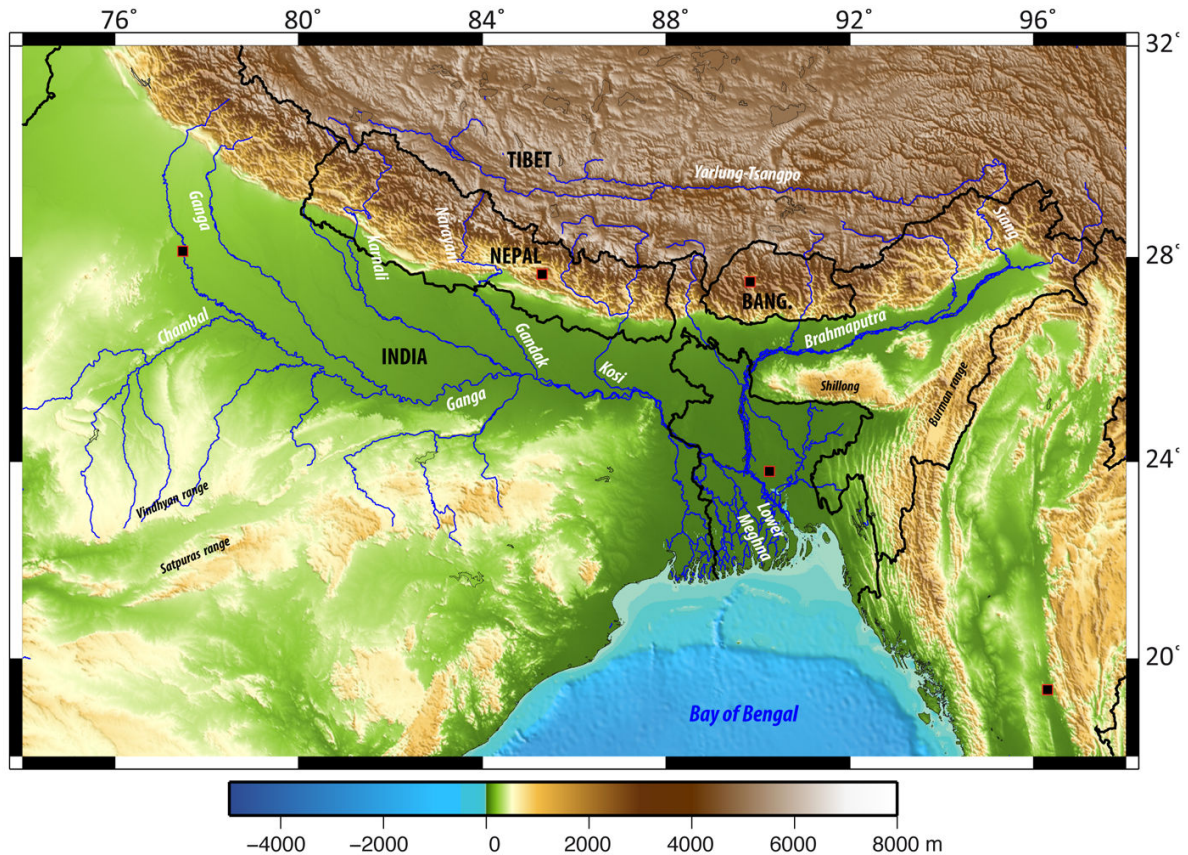 76° 80° 84° 88° 92° 96°
32°
TIBET
Yarlung-Tsangpo
Ganga
Siang
Karnali
Narayani
NEPAL
28°
BANG.
Chambal
Brahmaputra
INDIA
Gandak
Kosi
Shillong
Ganga
Burman range
24°
Vindhyan range
Lower
Meghna
Satpuras range
20°
Bay of Bengal
−4000 −2000 0 2000 4000 6000 8000 m